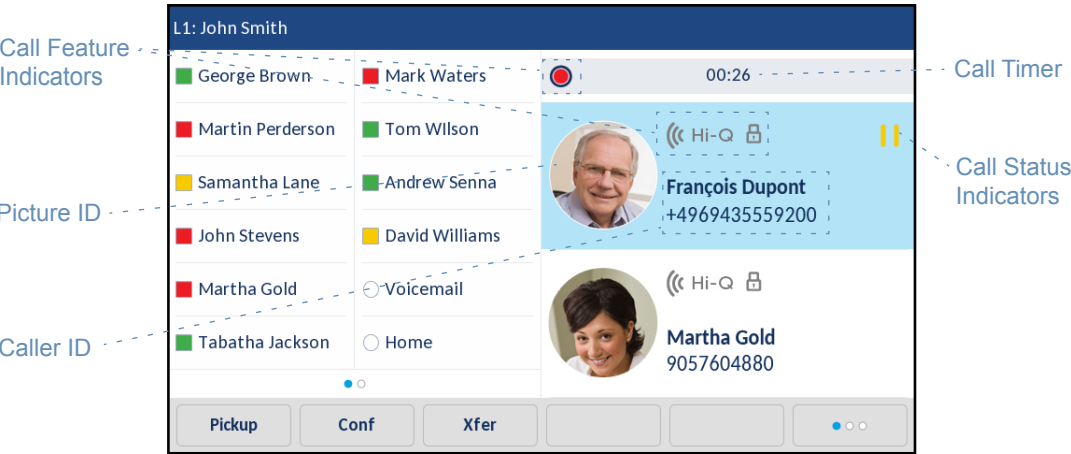 L1: John Smith
Call Feature
Indicators
George Brown
Mark Waters
00:26
Call Timer
Martin Perderson
Tom WIlson
Hi-Q
Call Status
Indicators
Samantha Lane
Andrew Senna
François Dupont
+4969435559200
Picture ID
John Stevens
David Williams
Martha Gold
Voicemail
Hi-Q
Caller ID
Tabatha Jackson
Home
Martha Gold
9057604880
Pickup
Conf
Xfer